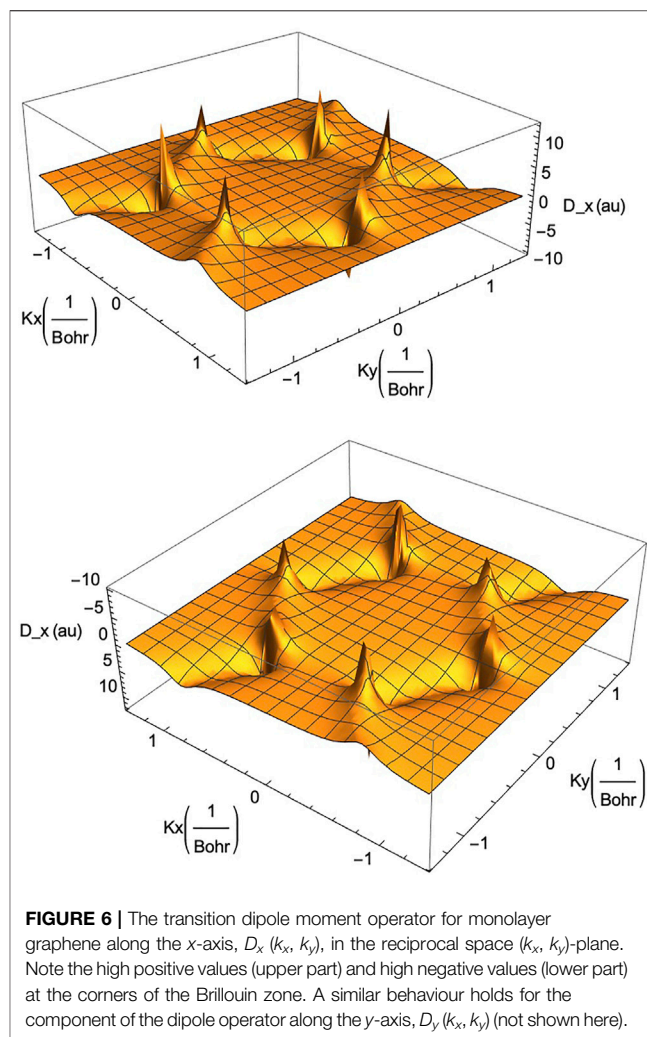 10
5
0
-5
-10
D_x (au)
-1
0
1
Kx(1/Bohr)
-1
0
1
Ky(1/Bohr)
-10
-5
0
5
10
D_x (au)
1
0
-1
Kx(1/Bohr)
1
0
-1
Ky(1/Bohr)
FIGURE 6 | The transition dipole moment operator for monolayer
graphene along the x-axis, Dx (kx, ky), in the reciprocal space (kx, ky)-plane.
Note the high positive values (upper part) and high negative values (lower part)
at the corners of the Brillouin zone. A similar behaviour holds for the
component of the dipole operator along the y-axis, Dy (kx, ky) (not shown here).